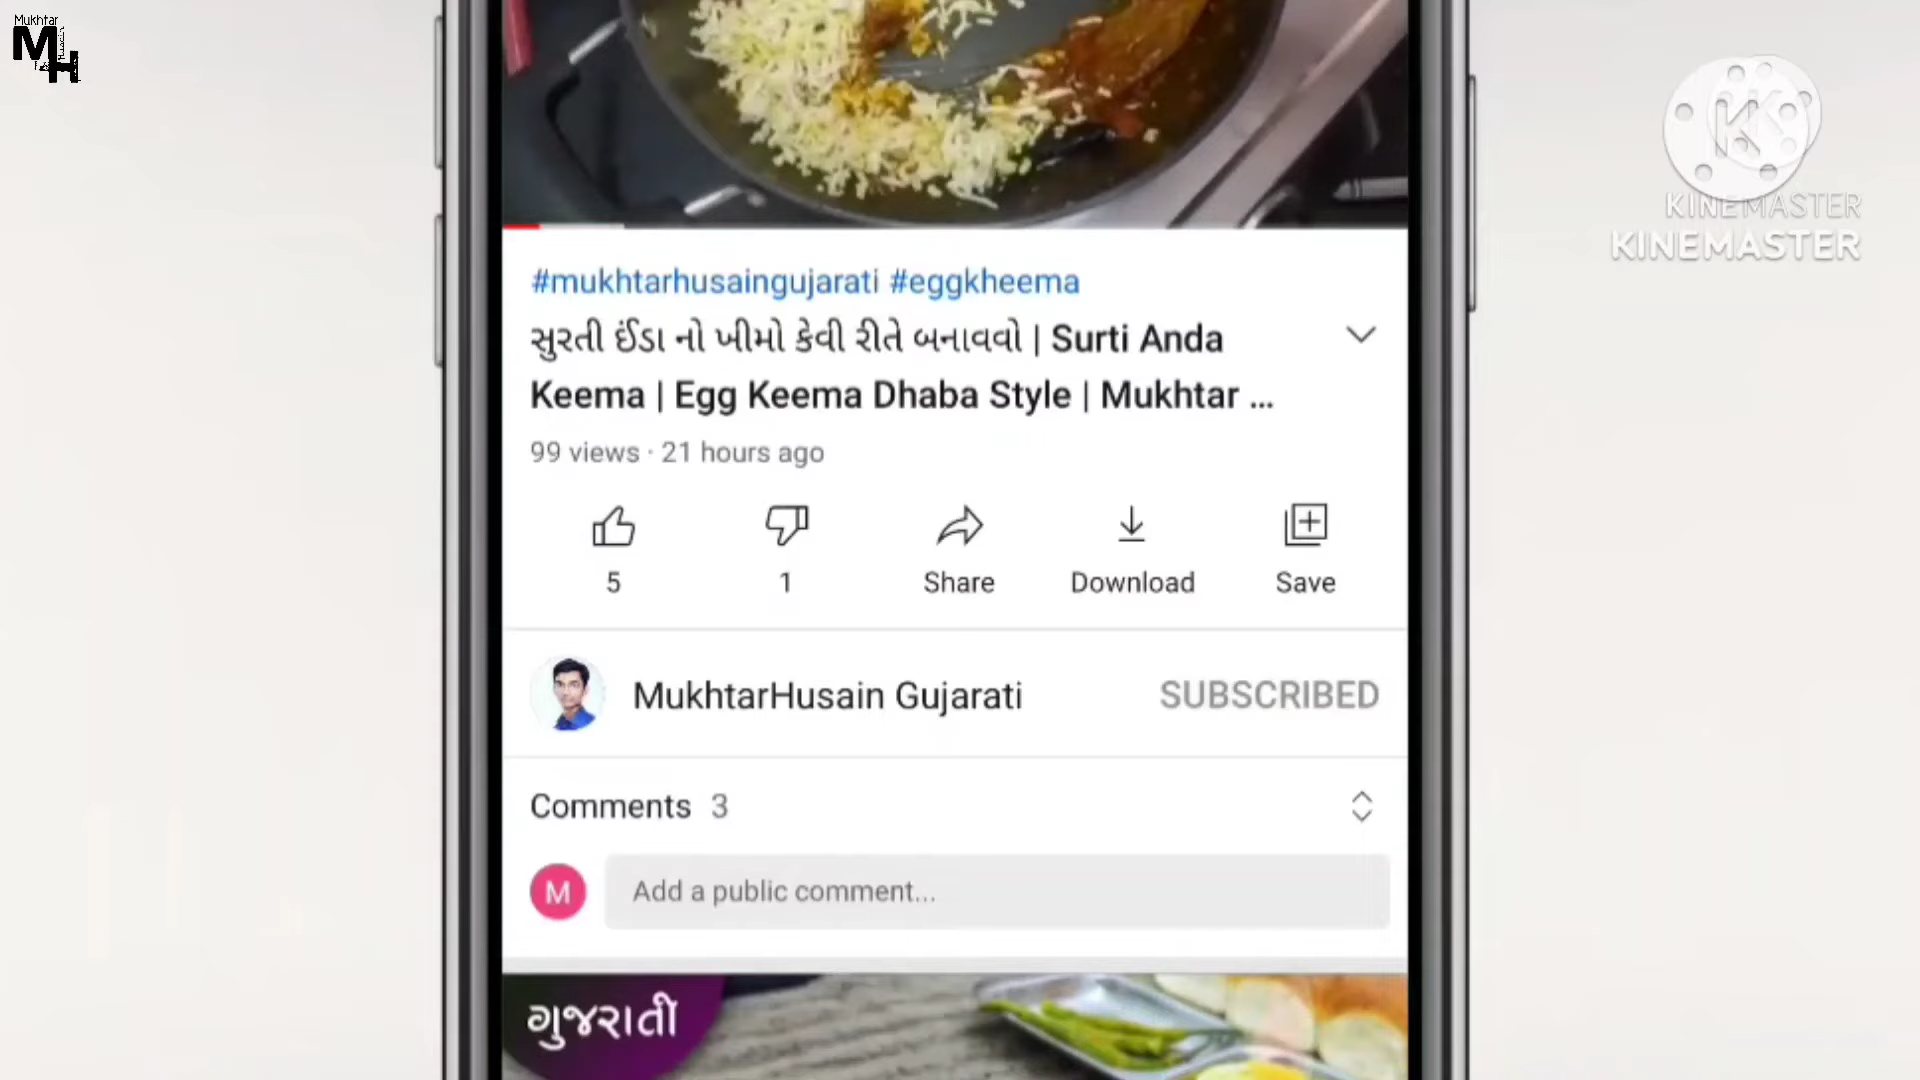 Mukhtar
MH
KINEMASTER
KINEMASTER
#mukhtarhusaingujarati #eggkheema
સુરતી ઈંડા નો ખીમો કેવી રીતે બનાવવો | Surti Anda
Keema | Egg Keema Dhaba Style | Mukhtar ...
99 views · 21 hours ago
5
1
Share
Download
Save
MukhtarHusain Gujarati
SUBSCRIBED
Comments 3
M
Add a public comment...
ગુજરાતી